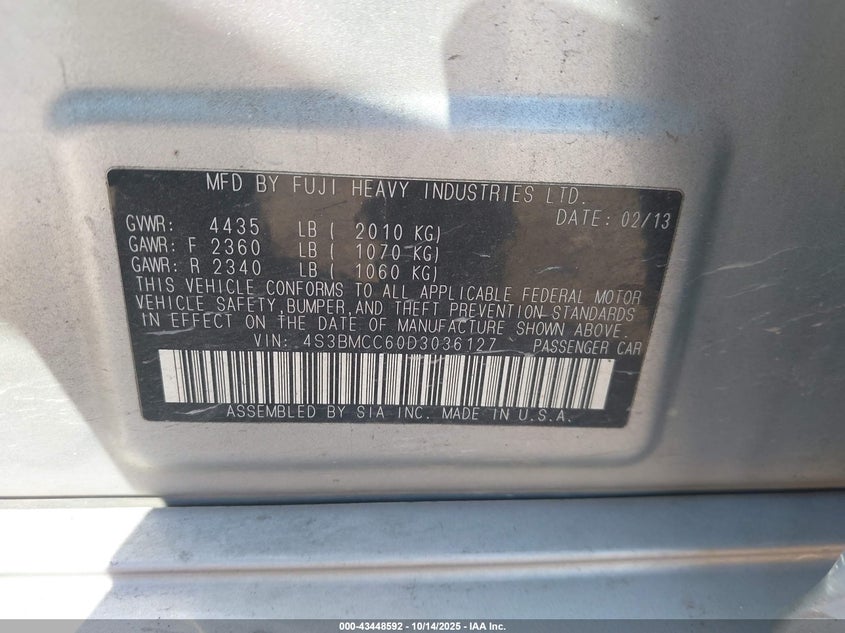 MFD BY FUJI HEAVY INDUSTRIES LTD.
DATE: 02/13
GVWR: 4435 LB ( 2010 KG)
GAWR: F 2360 LB ( 1070 KG)
GAWR: R 2340 LB ( 1060 KG)
THIS VEHICLE CONFORMS TO ALL APPLICABLE FEDERAL MOTOR
VEHICLE SAFETY,BUMPER,AND THEFT PREVENTION STANDARDS
IN EFFECT ON THE DATE OF MANUFACTURE SHOWN ABOVE.
VIN: 4S3BMCC60D3036127 PASSENGER CAR
ASSEMBLED BY SIA INC. MADE IN U.S.A.
000-43448592 - 10/14/2025 - IAA Inc.